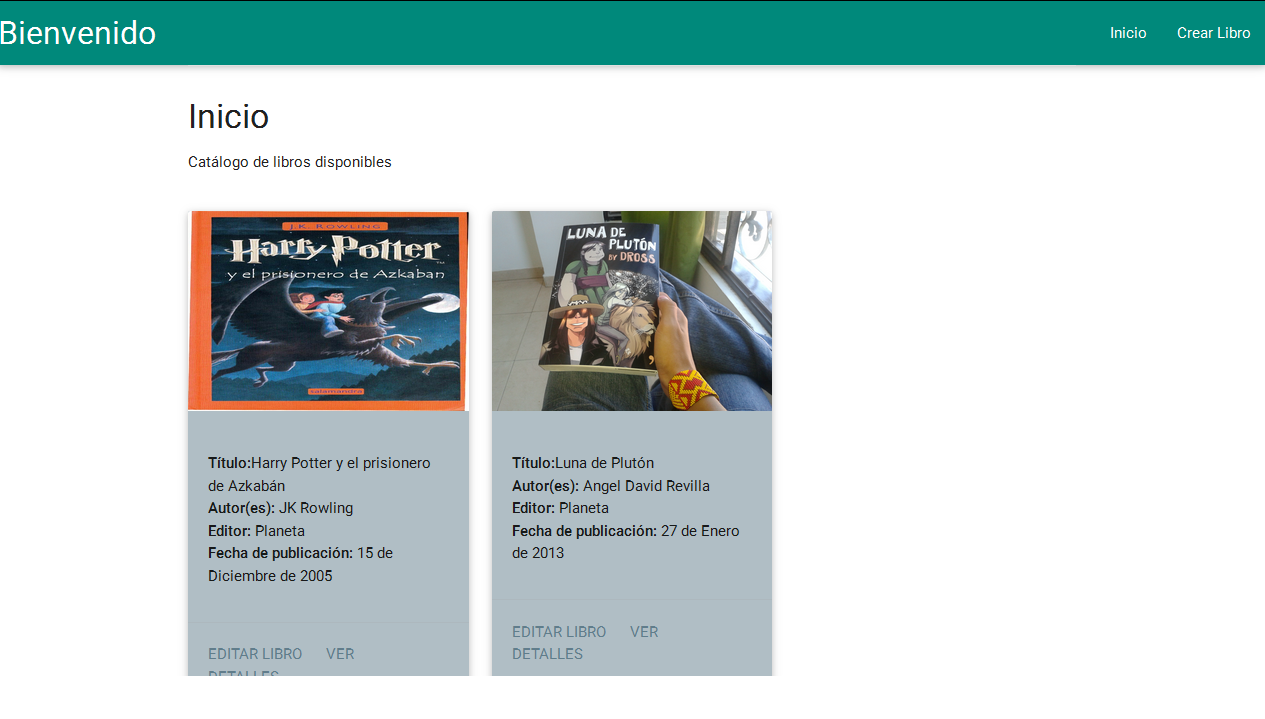 Bienvenido
Inicio
Crear Libro
Inicio
Catálogo de libros disponibles
J.K. ROWLING
Harry Potter
y el prisionero de Azkaban
salamandra
LUNA DE
PLUTÓN
BY DROSS
Título:Harry Potter y el prisionero
de Azkabán
Autor(es): JK Rowling
Editor: Planeta
Fecha de publicación: 15 de
Diciembre de 2005
EDITAR LIBRO VER
DETALLES
Título:Luna de Plutón
Autor(es): Angel David Revilla
Editor: Planeta
Fecha de publicación: 27 de Enero
de 2013
EDITAR LIBRO VER
DETALLES